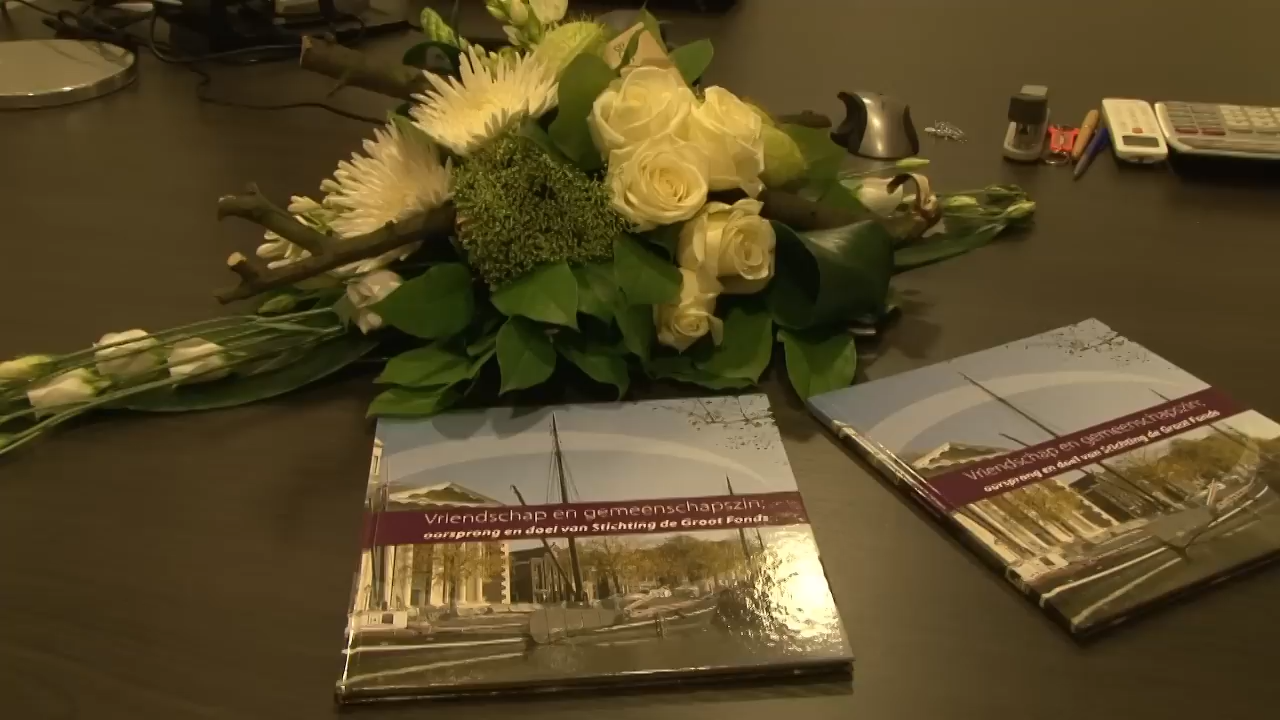 Vriendschap en gemeenschapszin;
oorsprong en doel van Stichting de Groot Fonds
Vriendschap en gemeenschapszin;
oorsprong en doel van Stichting de Groot Fonds